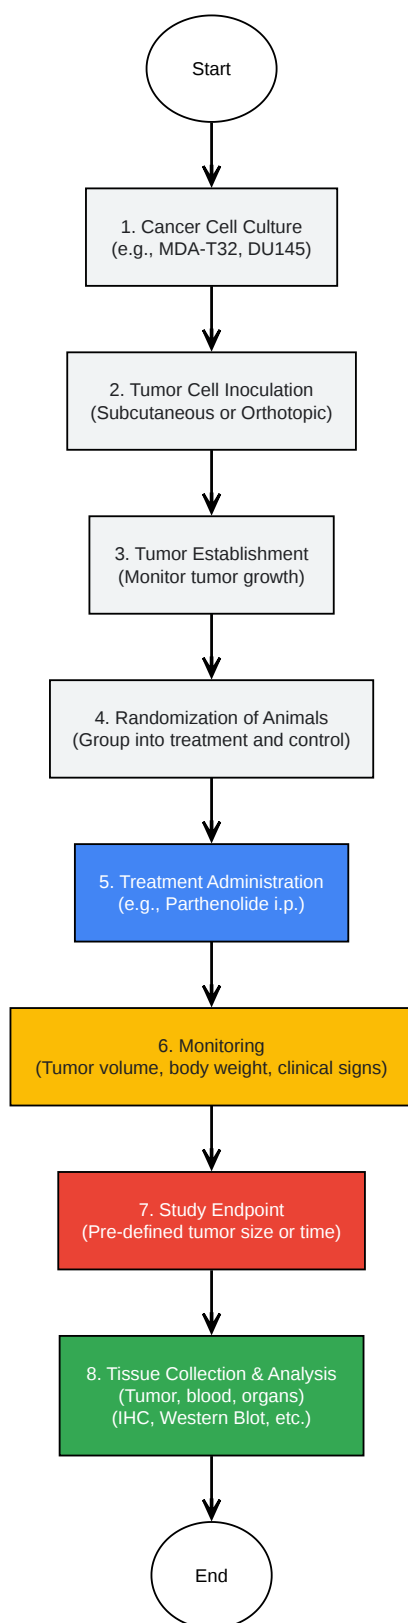 Start
1. Cancer Cell Culture
(e.g., MDA-T32, DU145)
2. Tumor Cell Inoculation
(Subcutaneous or Orthotopic)
3. Tumor Establishment
(Monitor tumor growth)
4. Randomization of Animals
(Group into treatment and control)
5. Treatment Administration
(e.g., Parthenolide i.p.)
6. Monitoring
(Tumor volume, body weight, clinical signs)
7. Study Endpoint
(Pre-defined tumor size or time)
8. Tissue Collection & Analysis
(Tumor, blood, organs)
(IHC, Western Blot, etc.)
End